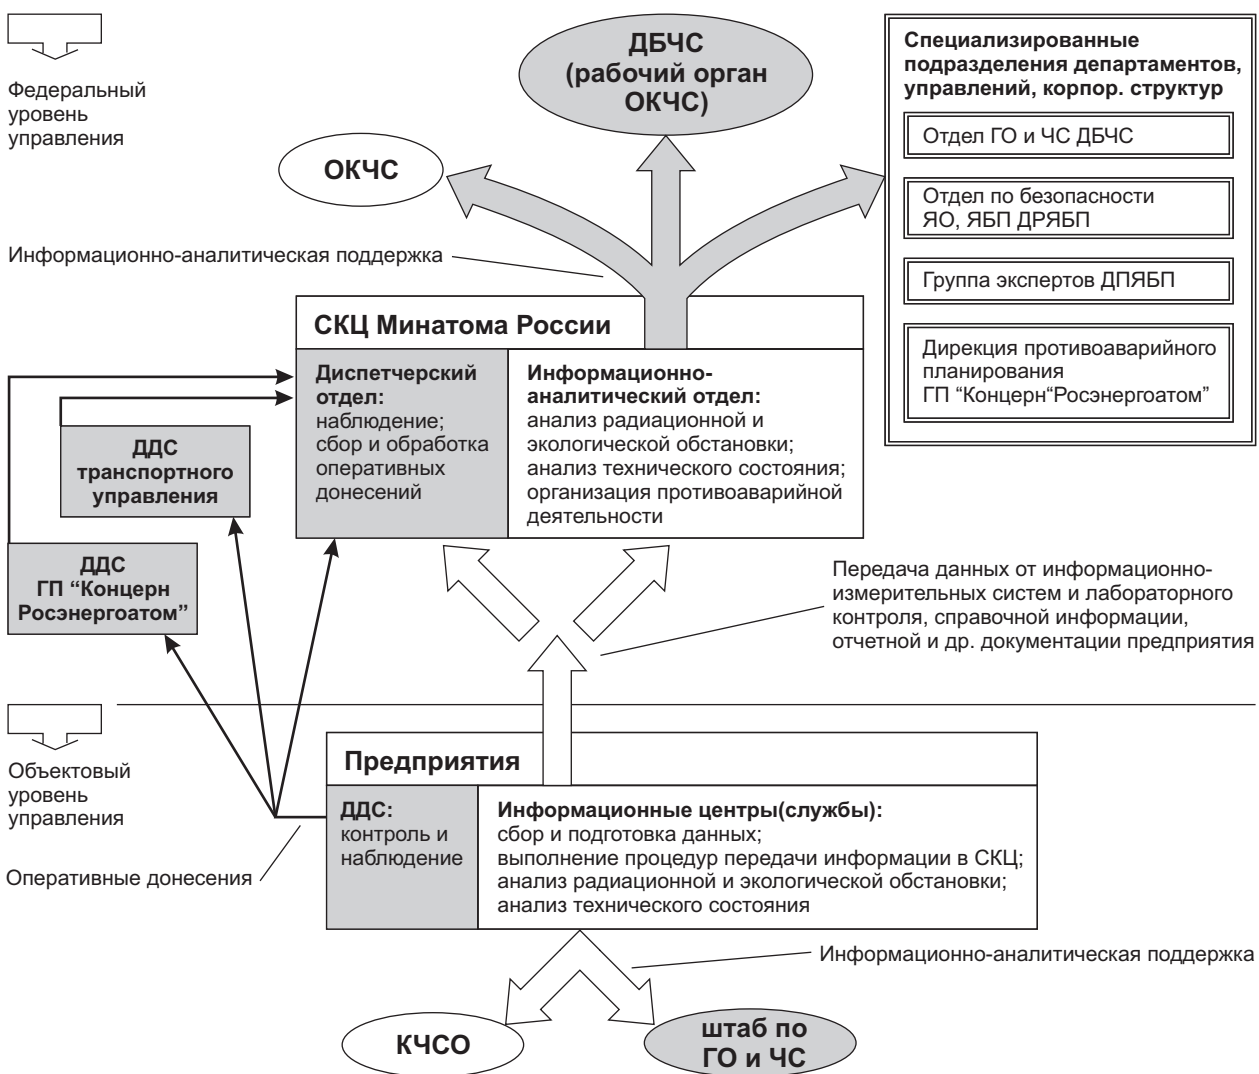 Федеральный
уровень
управления
ДБЧС
(рабочий орган
ОКЧС)
ОКЧС
Специализированные
подразделения департаментов,
управлений, корпор. структур
Отдел ГО и ЧС ДБЧС
Отдел по безопасности
ЯО, ЯБП ДРЯБП
Группа экспертов ДПЯБП
Дирекция противоаварийного
планирования
ГП “Концерн“Росэнергоатом”
Информационно-аналитическая поддержка
СКЦ Минатома России
Диспетчерский
отдел:
наблюдение;
сбор и обработка
оперативных
донесений
Информационно-
аналитический отдел:
анализ радиационной и
экологической обстановки;
анализ технического состояния;
организация противоаварийной
деятельности
ДДС
транспортного
управления
ДДС
ГП “Концерн
Росэнергоатом”
Передача данных от информационно-
измерительных систем и лабораторного
контроля, справочной информации,
отчетной и др. документации предприятия
Объектовый
уровень
управления
Предприятия
ДДС:
контроль и
наблюдение
Информационные центры(службы):
сбор и подготовка данных;
выполнение процедур передачи информации в СКЦ;
анализ радиационной и экологической обстановки;
анализ технического состояния
Оперативные донесения
Информационно-аналитическая поддержка
КЧСО
штаб по
ГО и ЧС